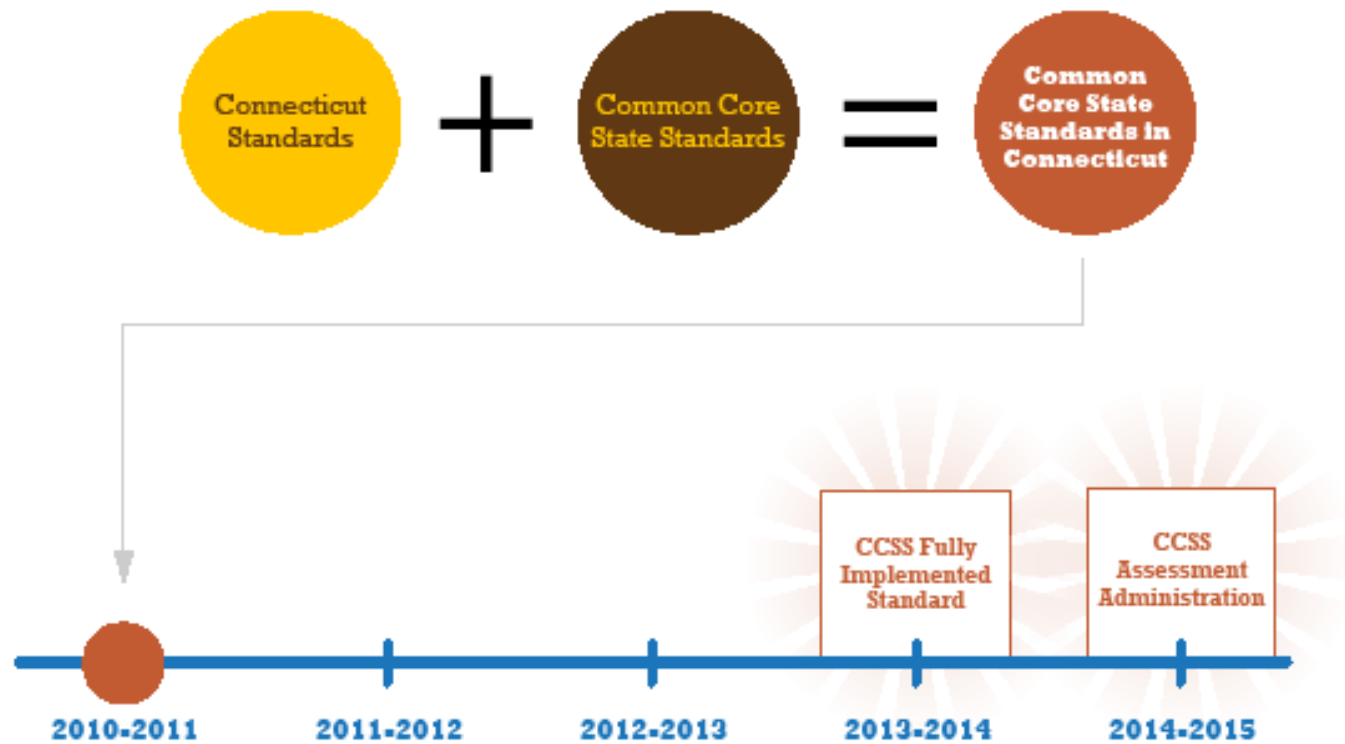 Connecticut
Standards
+
Common Core
State Standards
=
Common
Core State
Standards in
Connecticut
CCSS Fully
Implemented
Standard
CCSS
Assessment
Administration
2010-2011
2011-2012
2012-2013
2013-2014
2014-2015